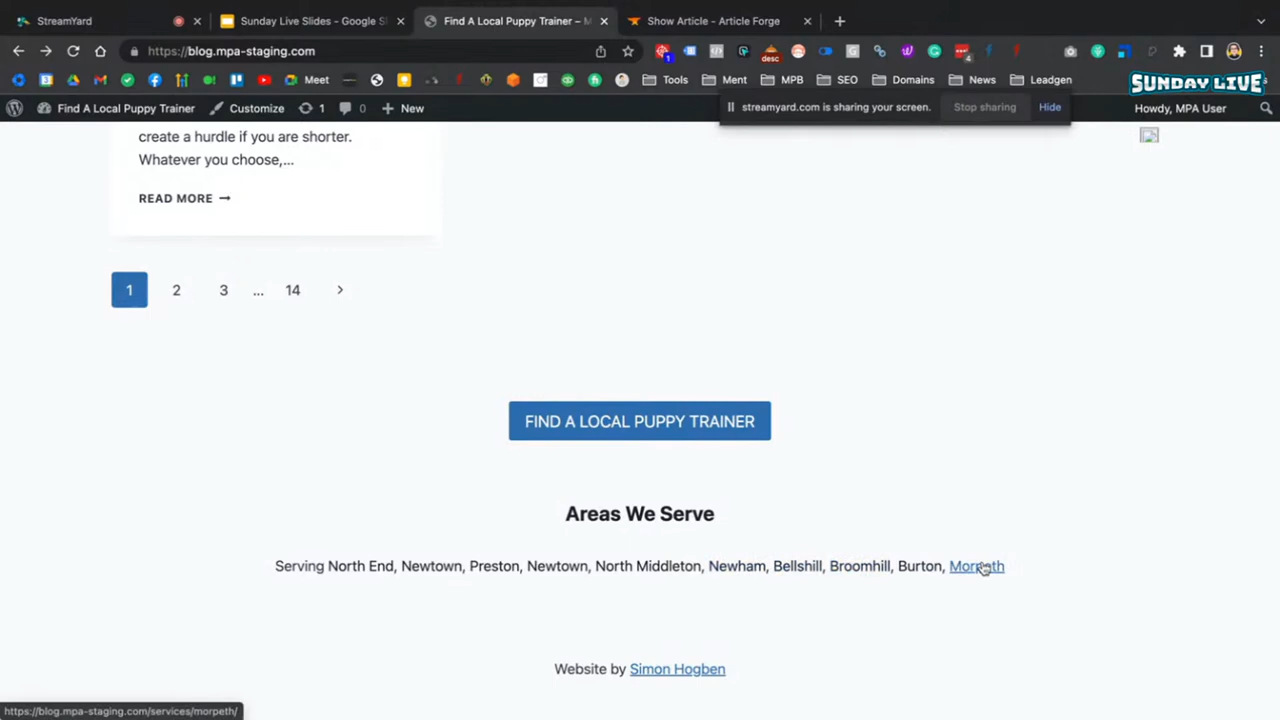 StreamYard
Sunday Live Slides - Google Sl
Find A Local Puppy Trainer – M
Show Article - Article Forge
https://blog.mpa-staging.com
1
desc
4
Meet
Tools
Ment
MPB
SEO
Domains
News
Leadgen
SUNDAY LIVE
Find A Local Puppy Trainer
Customize
1
0
New
streamyard.com is sharing your screen.
Stop sharing
Hide
Howdy, MPA User
create a hurdle if you are shorter.
Whatever you choose,...
READ MORE →
1 2 3 ... 14 >
FIND A LOCAL PUPPY TRAINER
Areas We Serve
Serving North End, Newtown, Preston, Newtown, North Middleton, Newham, Bellshill, Broomhill, Burton, Morpeth
Website by Simon Hogben
https://blog.mpa-staging.com/services/morpeth/